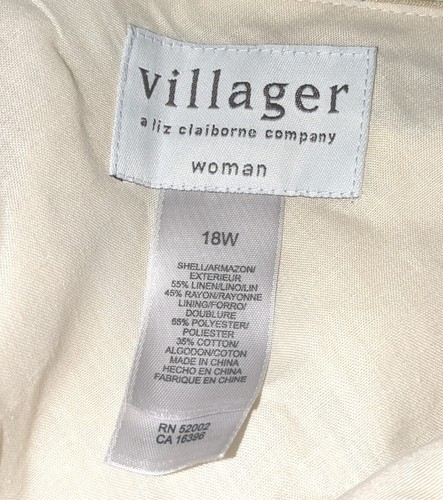 villager
a liz claiborne company
woman
18W
SHELL/ARMAZON/
EXTERIEUR
55% LINEN/LINO/LIN
45% RAYON/RAYONNE
LINING/FORRO/
DOUBLURE
65% POLYESTER/
POLIESTER
35% COTTON/
ALGODON/COTON
MADE IN CHINA
HECHO EN CHINA
FABRIQUE EN CHINE
RN 52002
CA 16396